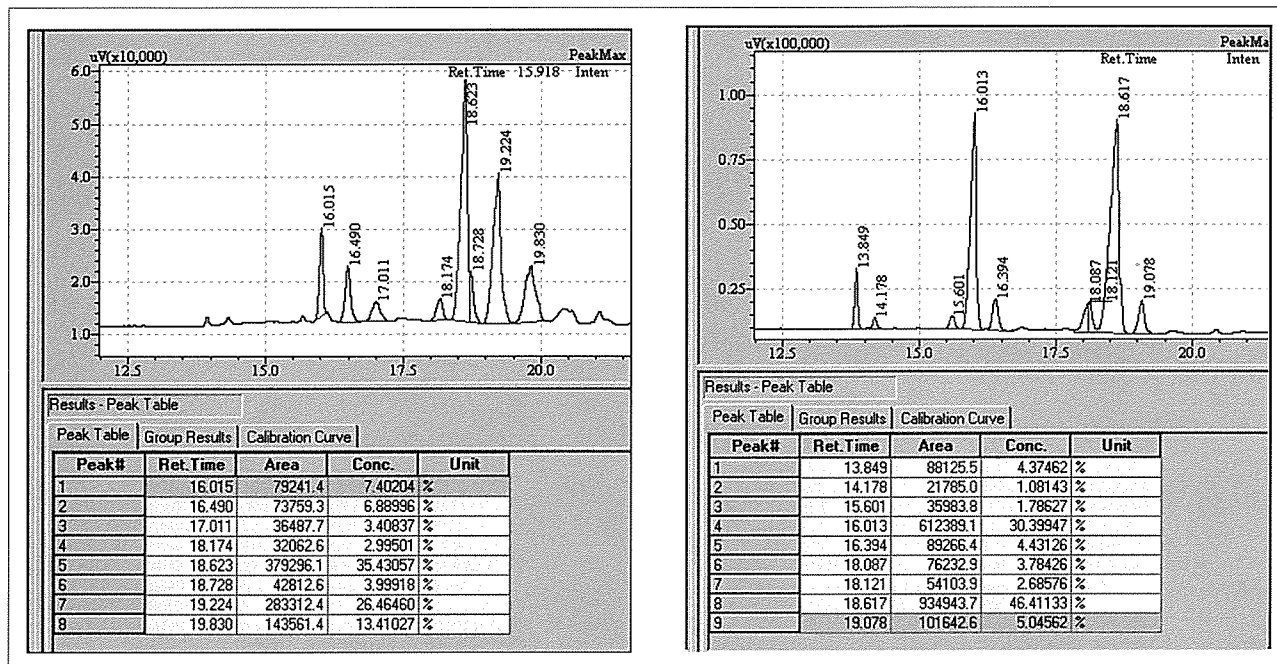 uV(x10,000)
PeakMax
Ret.Time 15.918 Inten
6.0
5.0
4.0
3.0
2.0
1.0
16.015
16.490
17.011
18.174
18.623
18.728
19.224
19.830
12.5 15.0 17.5 20.0
Results - Peak Table
Peak Table Group Results Calibration Curve
Peak# Ret.Time Area Conc. Unit
1 16.015 79241.4 7.40204 %
2 16.490 73759.3 6.88996 %
3 17.011 36487.7 3.40837 %
4 18.174 32062.6 2.99501 %
5 18.623 379296.1 35.43057 %
6 18.728 42812.6 3.99918 %
7 19.224 283312.4 26.46460 %
8 19.830 143561.4 13.41027 %
uV(x100,000)
PeakMa
Ret.Time Inten
1.00
0.75
0.50
0.25
13.849
14.178
15.601
16.013
16.394
18.087
18.121
18.617
19.078
12.5 15.0 17.5 20.0
Results - Peak Table
Peak Table Group Results Calibration Curve
Peak# Ret.Time Area Conc. Unit
1 13.849 88125.5 4.37462 %
2 14.178 21785.0 1.08143 %
3 15.601 35983.8 1.78627 %
4 16.013 612389.1 30.39947 %
5 16.394 89266.4 4.43126 %
6 18.087 76232.9 3.78426 %
7 18.121 54103.9 2.68576 %
8 18.617 934943.7 46.41133 %
9 19.078 101642.6 5.04562 %